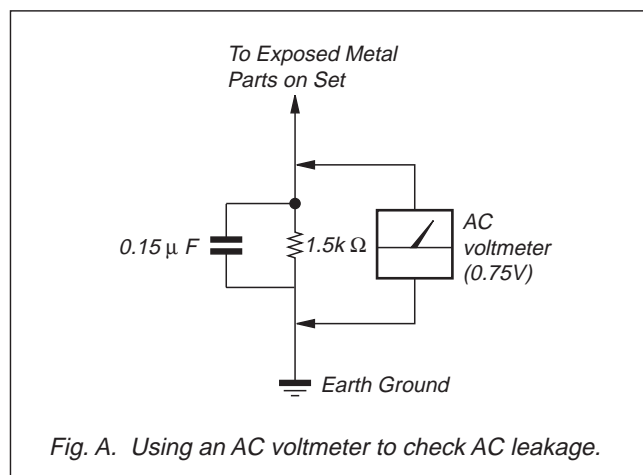 To Exposed Metal
Parts on Set
0.15 μ F
1.5k Ω
AC
voltmeter
(0.75V)
Earth Ground
Fig. A. Using an AC voltmeter to check AC leakage.